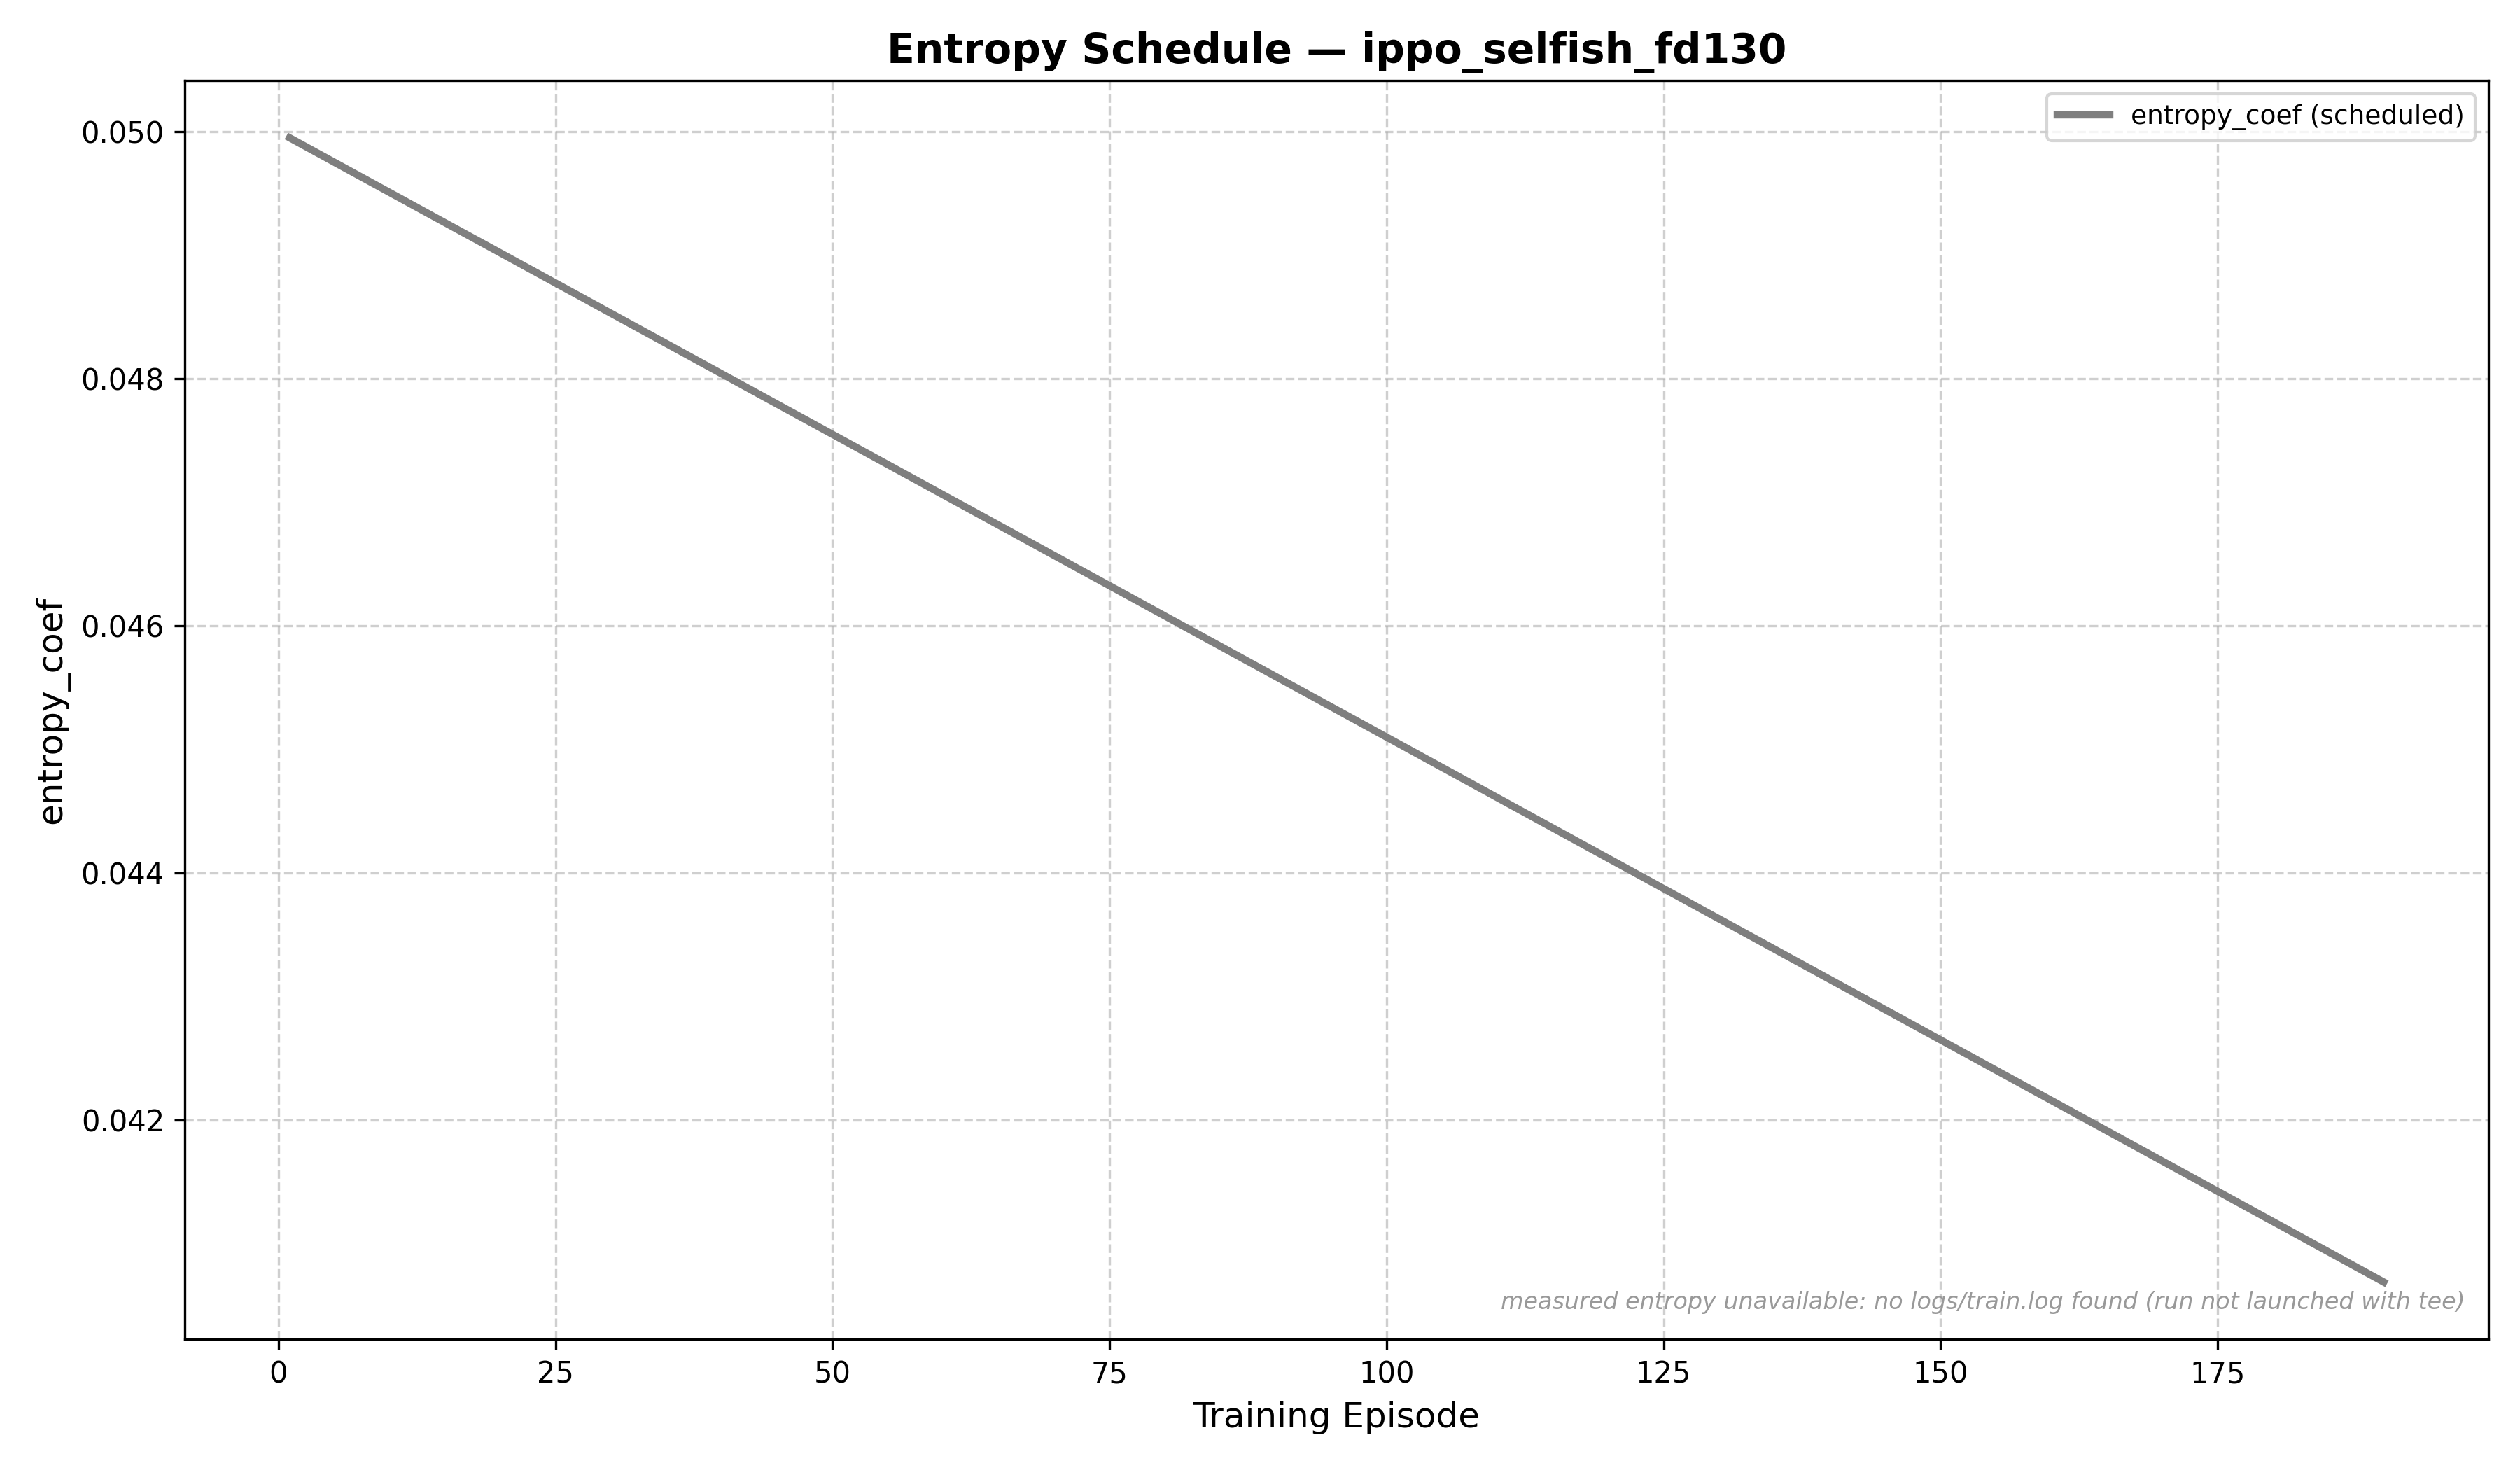 Entropy Schedule — ippo_selfish_fd130
entropy_coef (scheduled)
entropy_coef
0.050
0.048
0.046
0.044
0.042
measured entropy unavailable: no logs/train.log found (run not launched with tee)
0 25 50 75 100 125 150 175
Training Episode